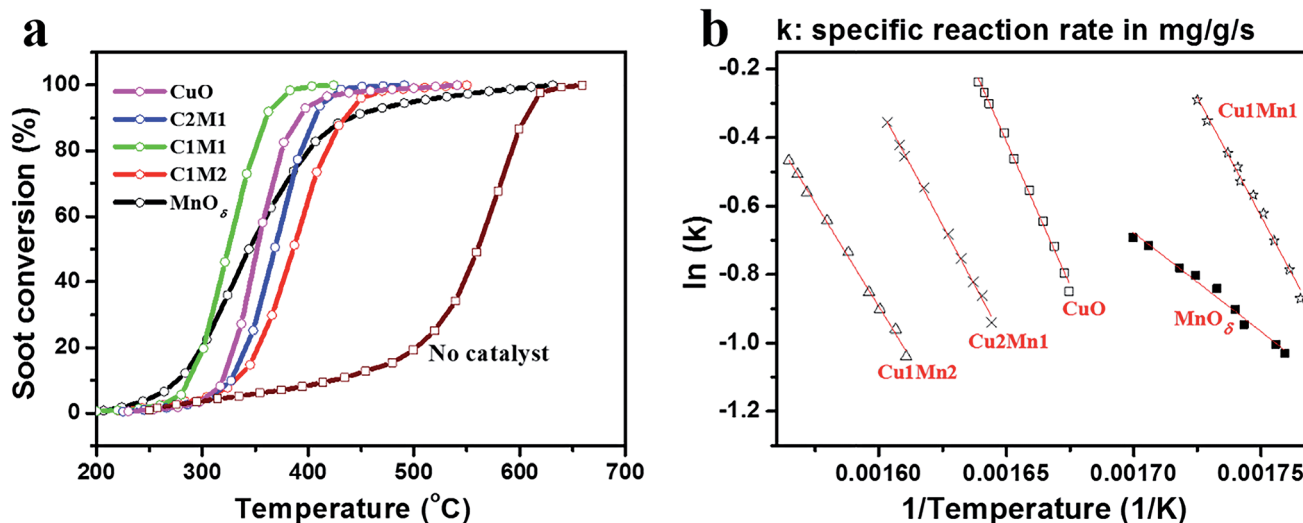 a
Soot conversion (%)
100
80
60
40
20
0
CuO
C2M1
C1M1
C1M2
MnOδ
No catalyst
200 300 400 500 600 700
Temperature (°C)
b
k: specific reaction rate in mg/g/s
ln (k)
-0.2
-0.4
-0.6
-0.8
-1.0
-1.2
Cu1Mn1
CuO
MnOδ
Cu2Mn1
Cu1Mn2
0.00160 0.00165 0.00170 0.00175
1/Temperature (1/K)